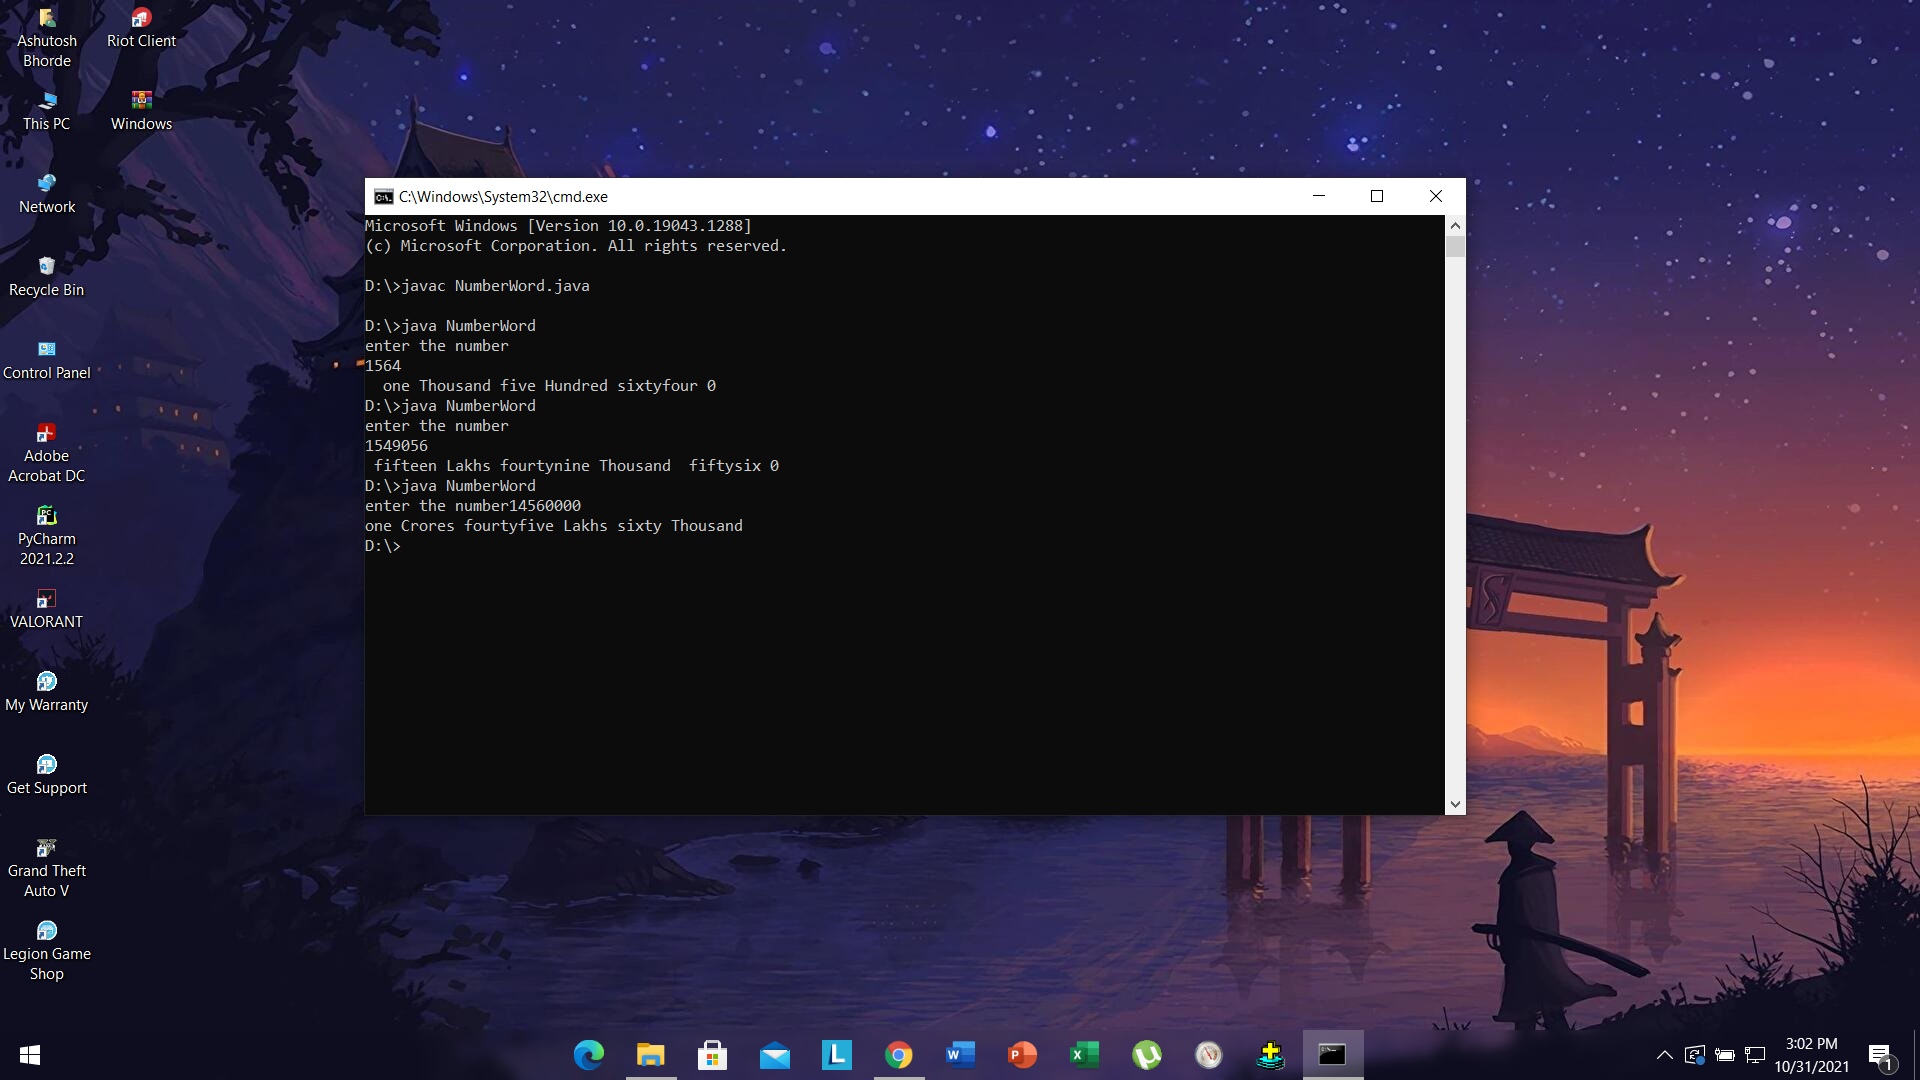 Ashutosh
Bhorde
Riot Client
This PC
Windows
Network
Recycle Bin
Control Panel
Adobe
Acrobat DC
PyCharm
2021.2.2
VALORANT
My Warranty
Get Support
Grand Theft
Auto V
Legion Game
Shop
C:\Windows\System32\cmd.exe
Microsoft Windows [Version 10.0.19043.1288]
(c) Microsoft Corporation. All rights reserved.
D:\>javac NumberWord.java
D:\>java NumberWord
enter the number
1564
  one Thousand five Hundred sixtyfour 0
D:\>java NumberWord
enter the number
1549056
 fifteen Lakhs fourtynine Thousand  fiftysix 0
D:\>java NumberWord
enter the number14560000
one Crores fourtyfive Lakhs sixty Thousand
D:\>
3:02 PM
10/31/2021
1